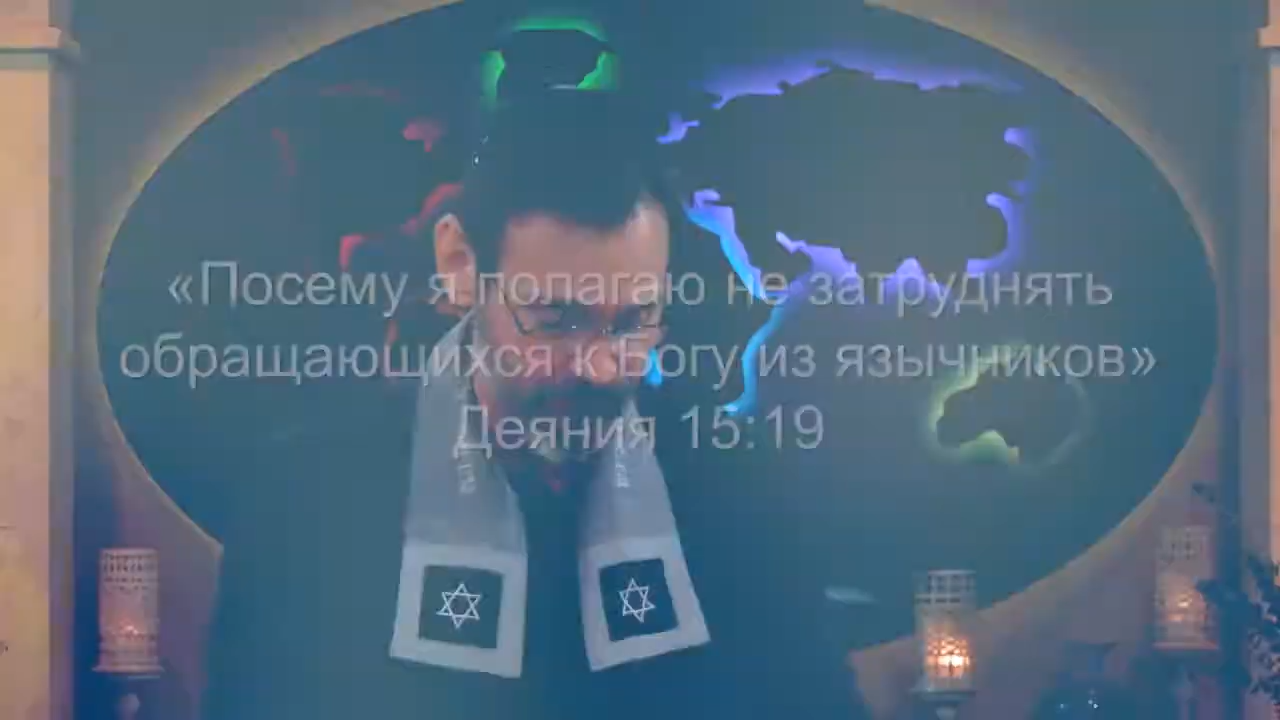 «Посему я полагаю не затруднять
обращающихся к Богу из язычников»
Деяния 15:19